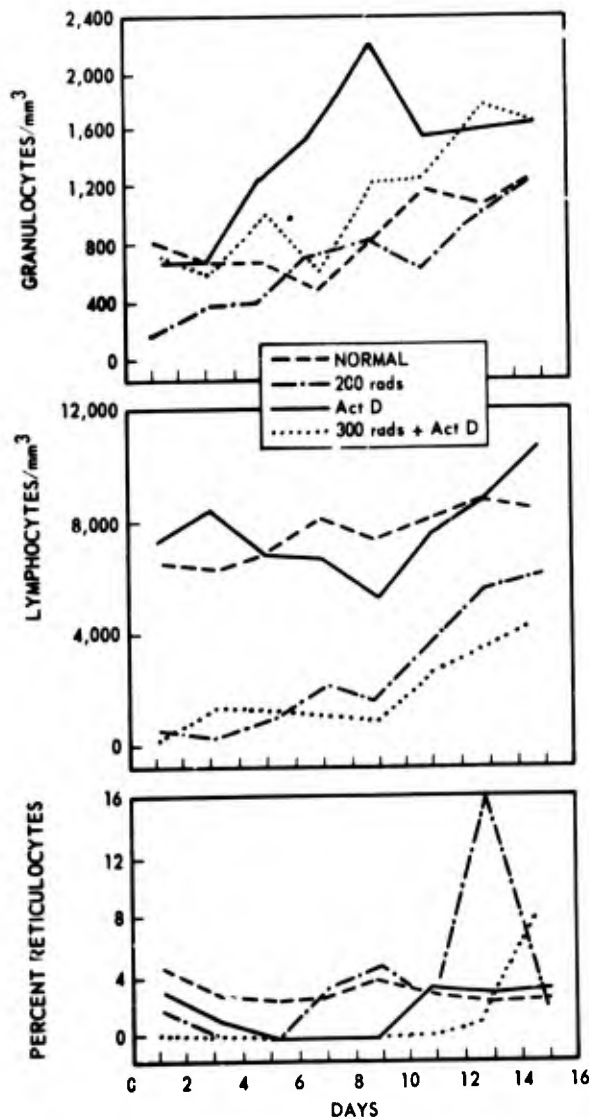 GRANULOCYTES/mm³
2,400
2,000
1,600
1,200
800
400
0
NORMAL
200 rads
Act D
300 rads + Act D
LYMPHOCYTES/mm³
12,000
8,000
4,000
0
PERCENT RETICULOCYTES
16
12
8
4
0
0 2 4 6 8 10 12 14 16
DAYS